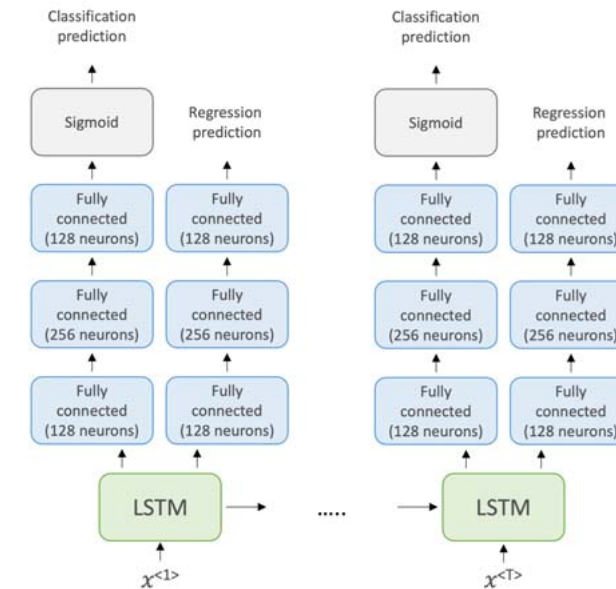 Classification
prediction
Classification
prediction
Sigmoid
Regression
prediction
Sigmoid
Regression
prediction
Fully
connected
(128 neurons)
Fully
connected
(128 neurons)
Fully
connected
(128 neurons)
Fully
connected
(128 neurons)
Fully
connected
(256 neurons)
Fully
connected
(256 neurons)
Fully
connected
(256 neurons)
Fully
connected
(256 neurons)
Fully
connected
(128 neurons)
Fully
connected
(128 neurons)
Fully
connected
(128 neurons)
Fully
connected
(128 neurons)
LSTM
.....
LSTM
x<1>
x<T>